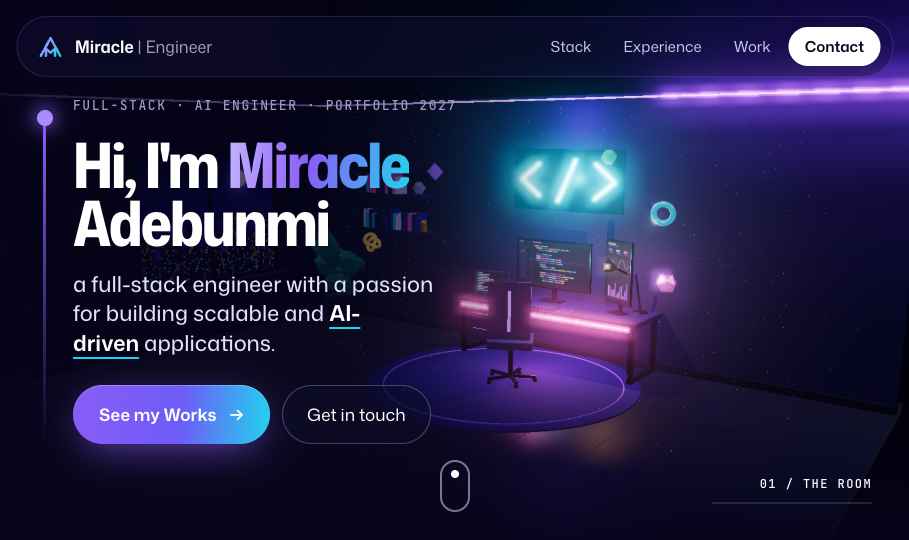 Miracle | Engineer
Stack
Experience
Work
Contact
FULL-STACK · AI ENGINEER · PORTFOLIO 2027
Hi, I'm Miracle
Adebunmi
a full-stack engineer with a passion
for building scalable and AI-
driven applications.
See my Works →
Get in touch
</>
01 / THE ROOM